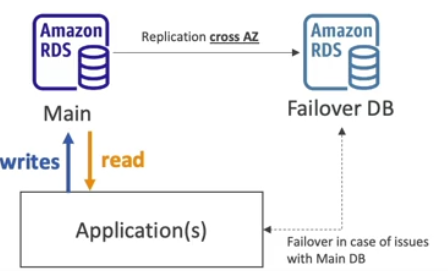 Amazon
RDS
Replication cross AZ
Amazon
RDS
Main
Failover DB
writes
read
Application(s)
Failover in case of issues
with Main DB